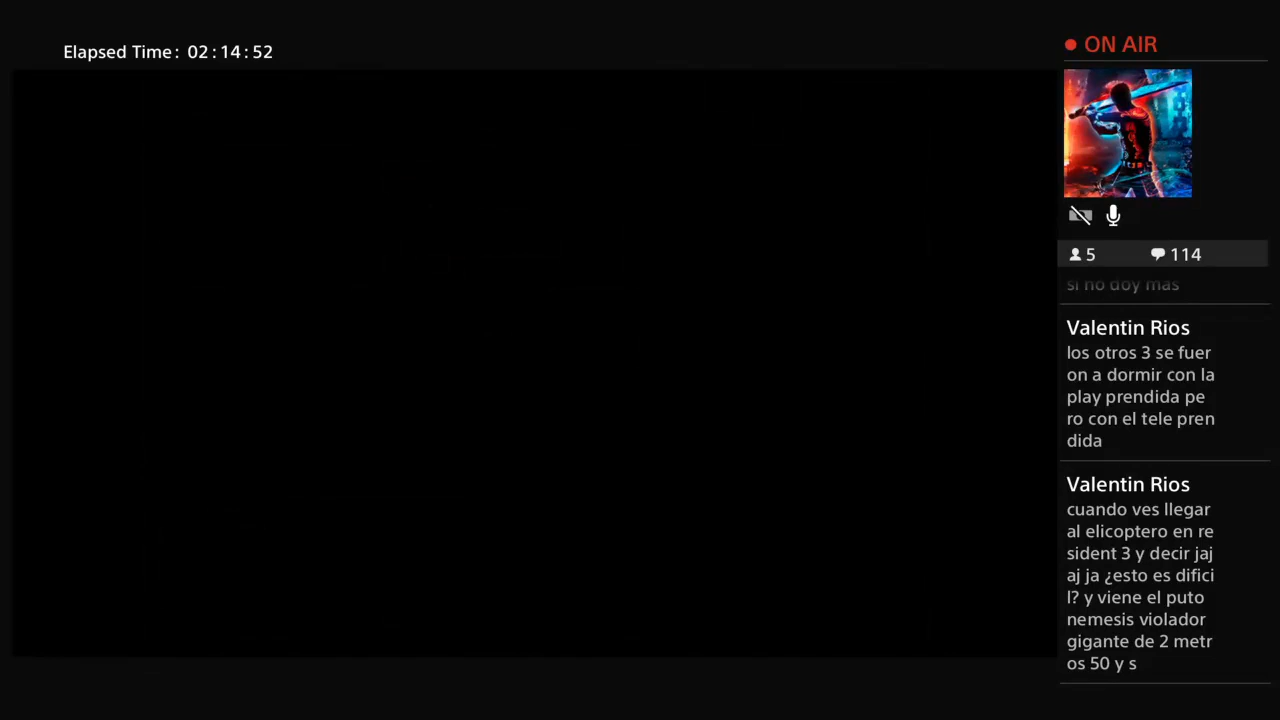 Elapsed Time: 02:14:52
ON AIR
5 114
si no doy mas
Valentin Rios
los otros 3 se fuer
on a dormir con la
play prendida pe
ro con el tele pren
dida
Valentin Rios
cuando ves llegar
al elicoptero en re
sident 3 y decir jaj
aj ja ¿esto es difici
l? y viene el puto
nemesis violador
gigante de 2 metr
os 50 y s